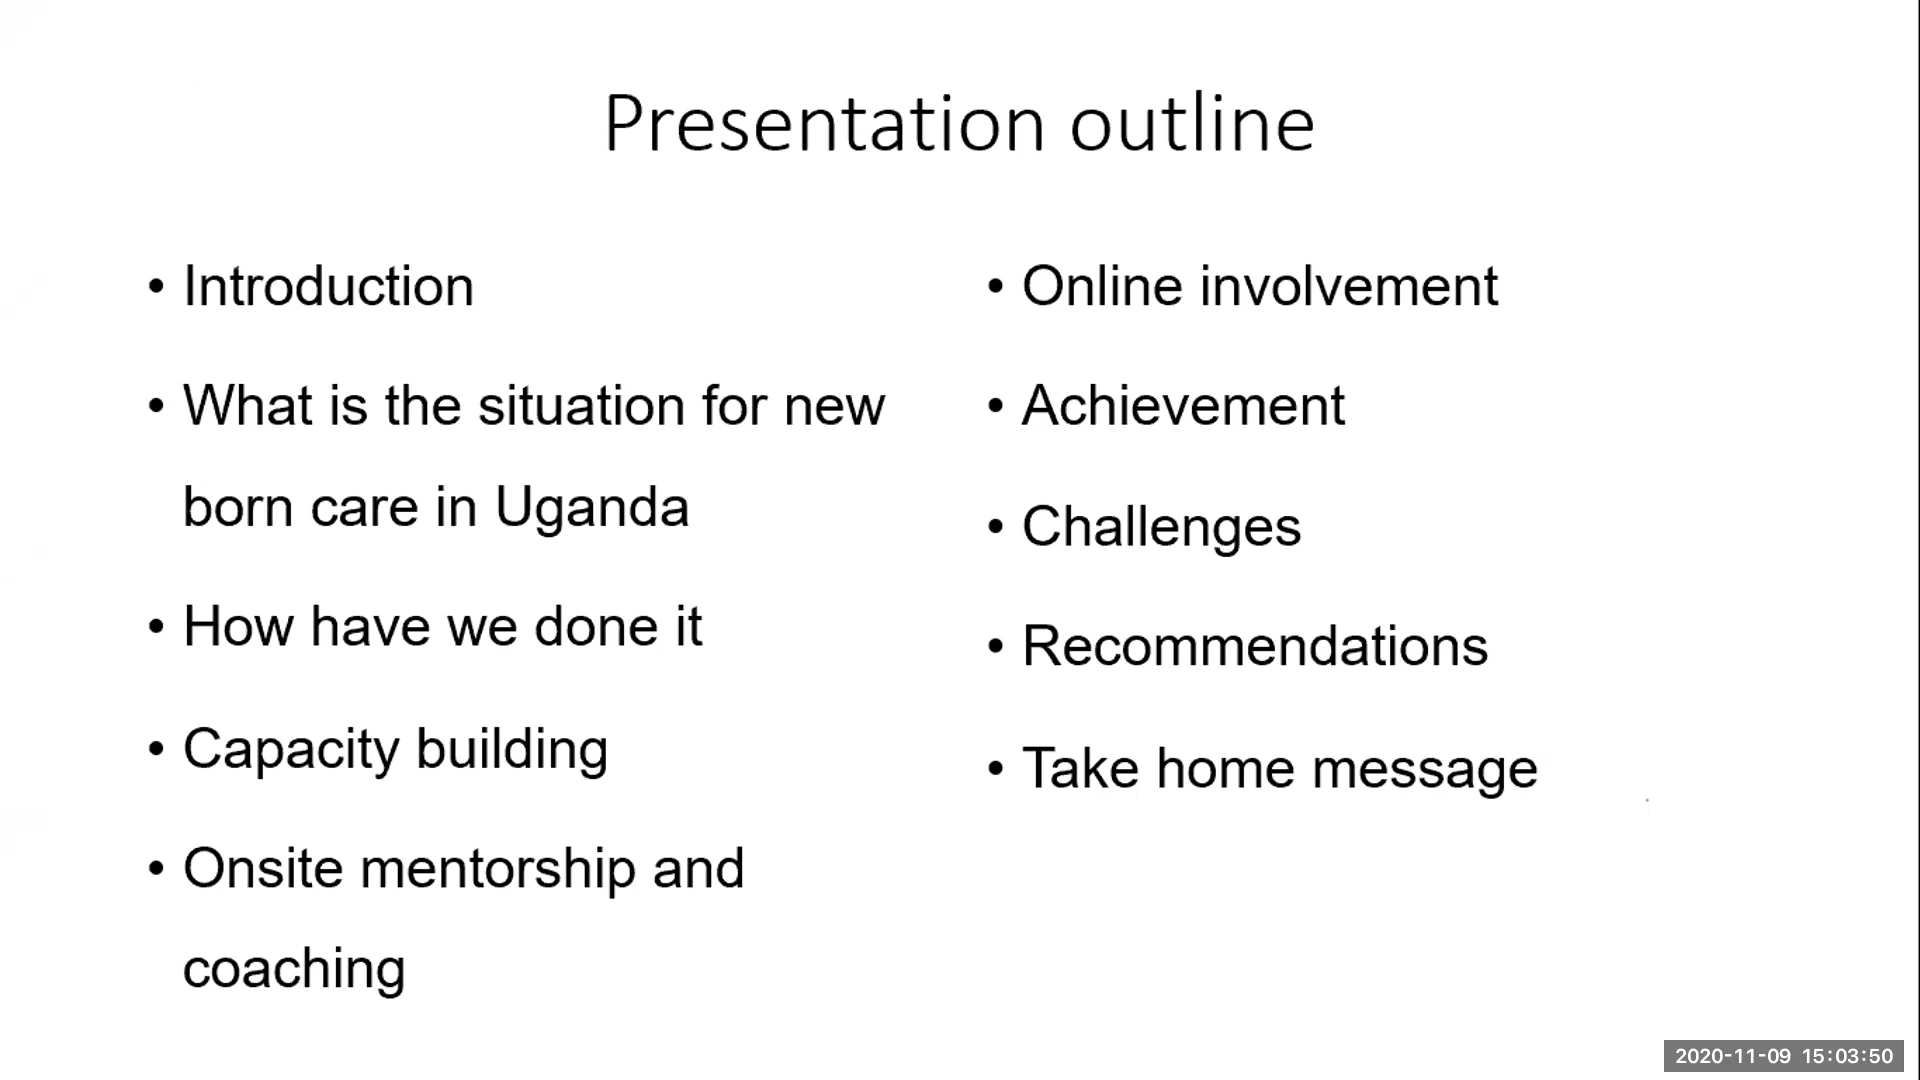 Presentation outline
• Introduction
• What is the situation for new
born care in Uganda
• How have we done it
• Capacity building
• Onsite mentorship and
coaching
• Online involvement
• Achievement
• Challenges
• Recommendations
• Take home message
2020-11-09 15:03:50